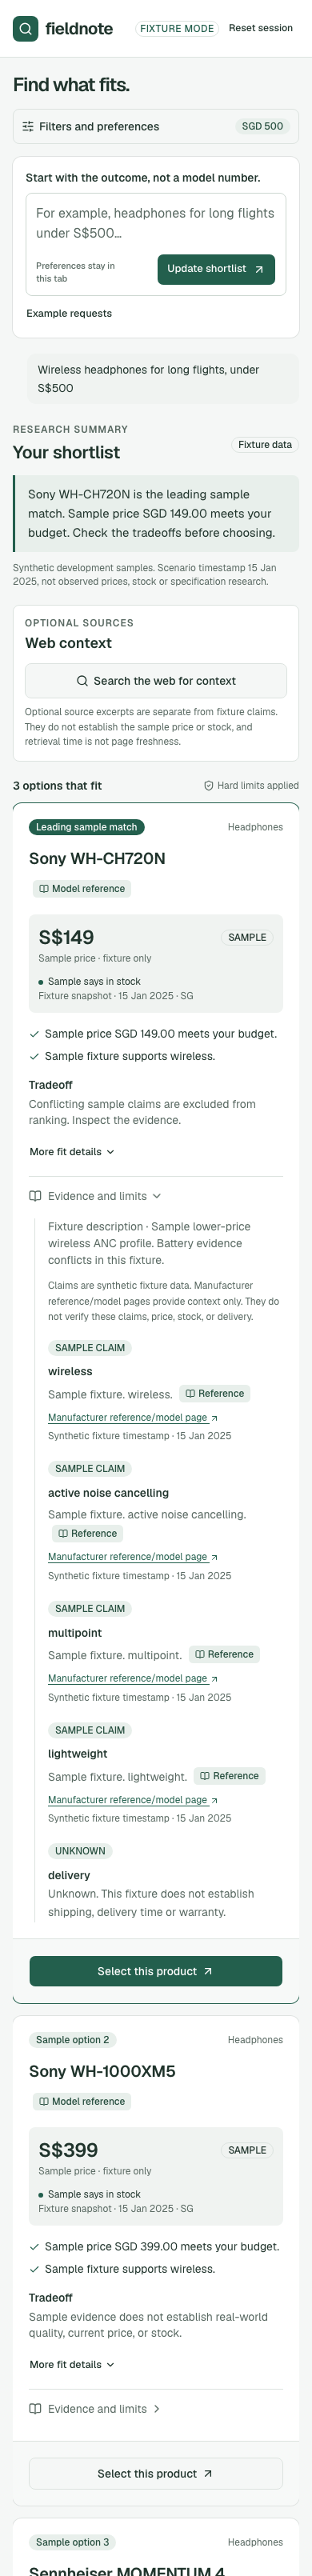 fieldnote
FIXTURE MODE
Reset session
Find what fits.
Filters and preferences
SGD 500
Start with the outcome, not a model number.
For example, headphones for long flights
under S$500...
Preferences stay in
this tab
Update shortlist
Example requests
Wireless headphones for long flights, under
S$500
RESEARCH SUMMARY
Your shortlist
Fixture data
Sony WH-CH720N is the leading sample
match. Sample price SGD 149.00 meets your
budget. Check the tradeoffs before choosing.
Synthetic development samples. Scenario timestamp 15 Jan
2025, not observed prices, stock or specification research.
OPTIONAL SOURCES
Web context
Search the web for context
Optional source excerpts are separate from fixture claims.
They do not establish the sample price or stock, and
retrieval time is not page freshness.
3 options that fit
Hard limits applied
Leading sample match
Headphones
Sony WH-CH720N
Model reference
S$149
SAMPLE
Sample price · fixture only
Sample says in stock
Fixture snapshot · 15 Jan 2025 · SG
Sample price SGD 149.00 meets your budget.
Sample fixture supports wireless.
Tradeoff
Conflicting sample claims are excluded from
ranking. Inspect the evidence.
More fit details
Evidence and limits
Fixture description · Sample lower-price
wireless ANC profile. Battery evidence
conflicts in this fixture.
Claims are synthetic fixture data. Manufacturer
reference/model pages provide context only. They do
not verify these claims, price, stock, or delivery.
SAMPLE CLAIM
wireless
Sample fixture. wireless. Reference
Manufacturer reference/model page
Synthetic fixture timestamp · 15 Jan 2025
SAMPLE CLAIM
active noise cancelling
Sample fixture. active noise cancelling.
Reference
Manufacturer reference/model page
Synthetic fixture timestamp · 15 Jan 2025
SAMPLE CLAIM
multipoint
Sample fixture. multipoint. Reference
Manufacturer reference/model page
Synthetic fixture timestamp · 15 Jan 2025
SAMPLE CLAIM
lightweight
Sample fixture. lightweight. Reference
Manufacturer reference/model page
Synthetic fixture timestamp · 15 Jan 2025
UNKNOWN
delivery
Unknown. This fixture does not establish
shipping, delivery time or warranty.
Select this product
Sample option 2
Headphones
Sony WH-1000XM5
Model reference
S$399
SAMPLE
Sample price · fixture only
Sample says in stock
Fixture snapshot · 15 Jan 2025 · SG
Sample price SGD 399.00 meets your budget.
Sample fixture supports wireless.
Tradeoff
Sample evidence does not establish real-world
quality, current price, or stock.
More fit details
Evidence and limits
Select this product
Sample option 3
Headphones
Sennheiser MOMENTUM 4